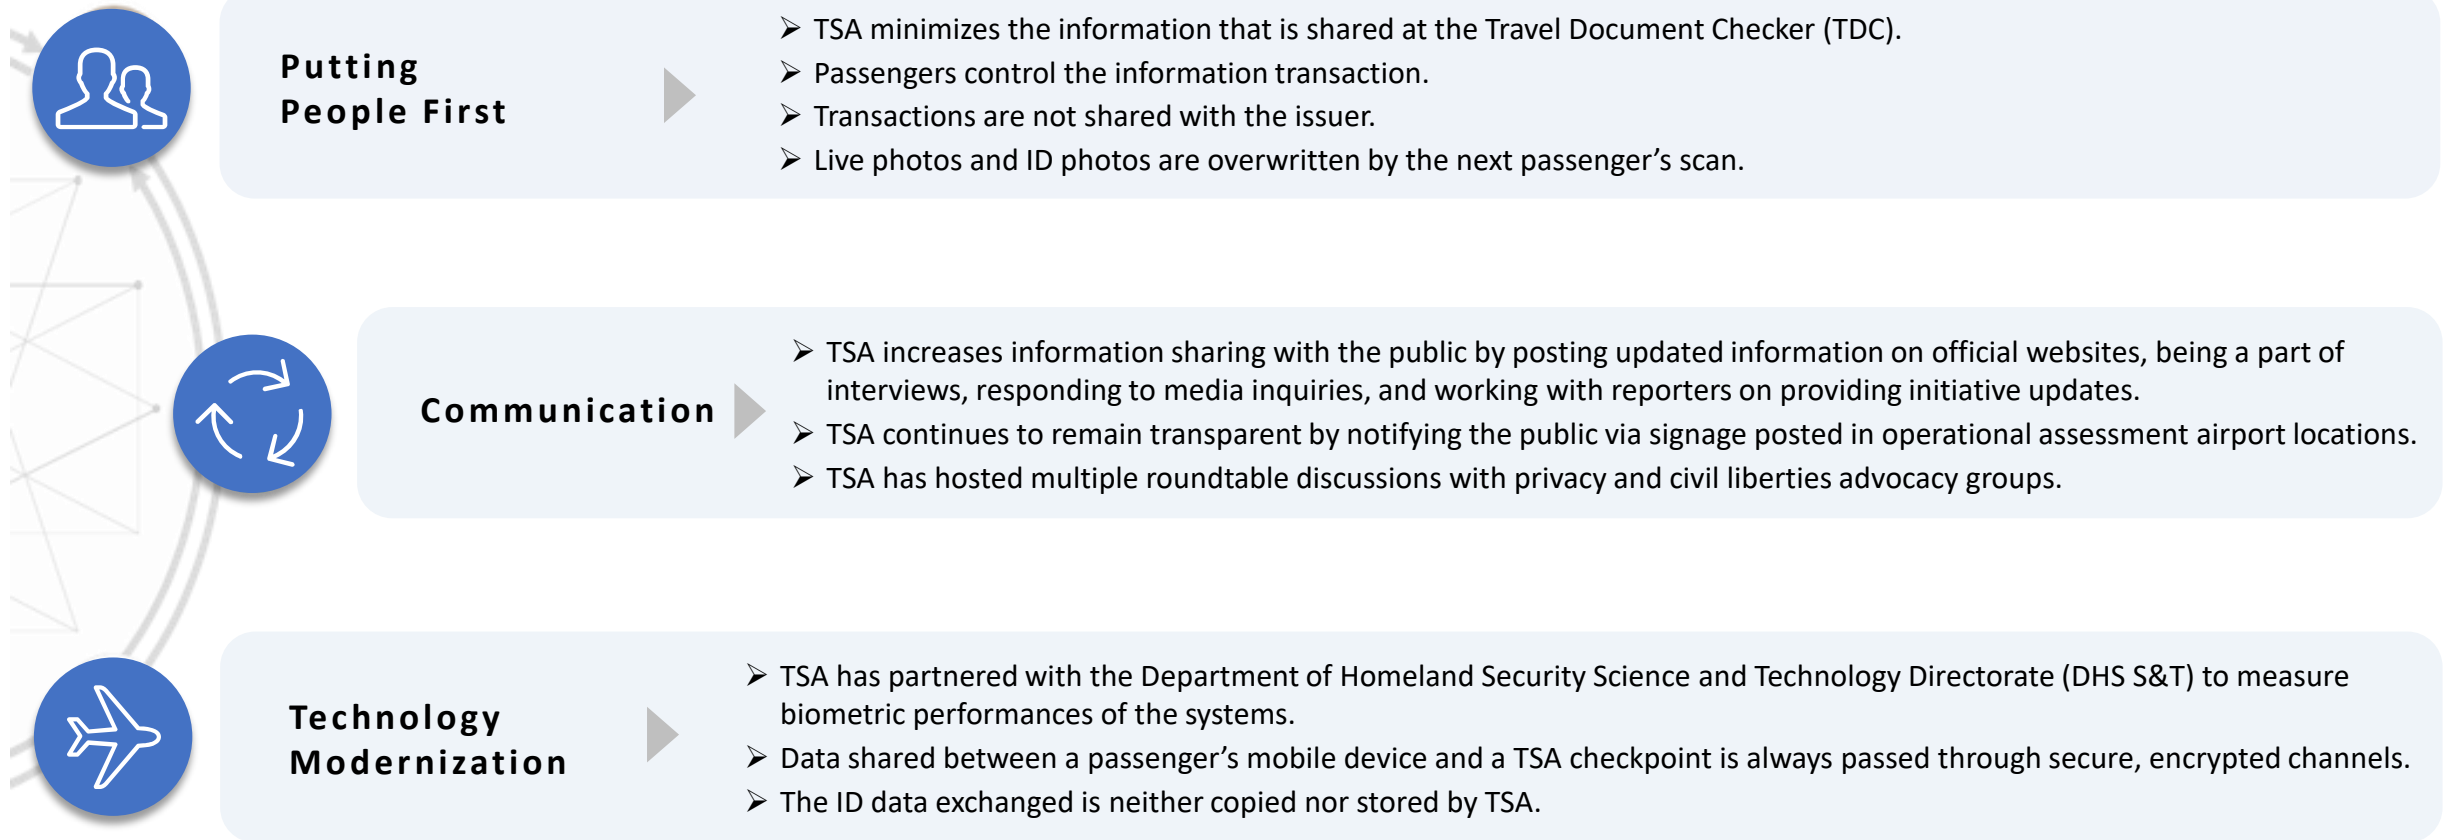 Putting
People First
➢ TSA minimizes the information that is shared at the Travel Document Checker (TDC).
➢ Passengers control the information transaction.
➢ Transactions are not shared with the issuer.
➢ Live photos and ID photos are overwritten by the next passenger’s scan.
Communication
➢ TSA increases information sharing with the public by posting updated information on official websites, being a part of
interviews, responding to media inquiries, and working with reporters on providing initiative updates.
➢ TSA continues to remain transparent by notifying the public via signage posted in operational assessment airport locations.
➢ TSA has hosted multiple roundtable discussions with privacy and civil liberties advocacy groups.
Technology
Modernization
➢ TSA has partnered with the Department of Homeland Security Science and Technology Directorate (DHS S&T) to measure
biometric performances of the systems.
➢ Data shared between a passenger’s mobile device and a TSA checkpoint is always passed through secure, encrypted channels.
➢ The ID data exchanged is neither copied nor stored by TSA.